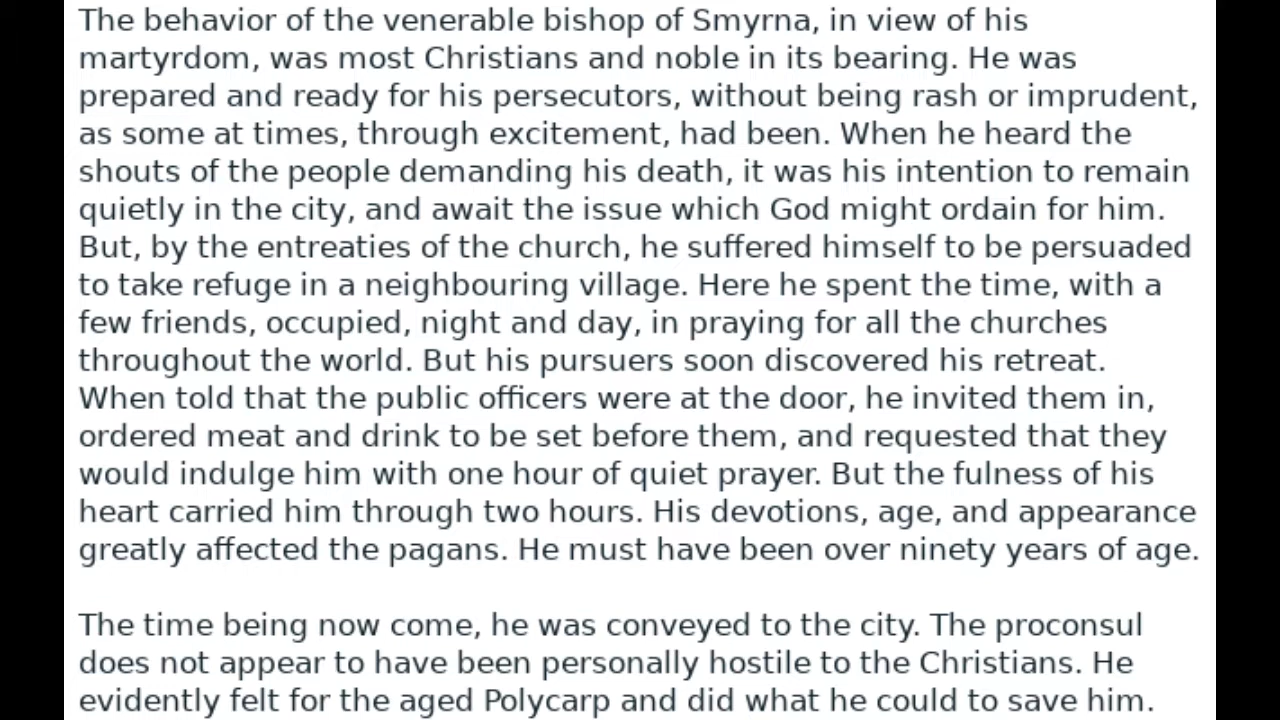 The behavior of the venerable bishop of Smyrna, in view of his
martyrdom, was most Christians and noble in its bearing. He was
prepared and ready for his persecutors, without being rash or imprudent,
as some at times, through excitement, had been. When he heard the
shouts of the people demanding his death, it was his intention to remain
quietly in the city, and await the issue which God might ordain for him.
But, by the entreaties of the church, he suffered himself to be persuaded
to take refuge in a neighbouring village. Here he spent the time, with a
few friends, occupied, night and day, in praying for all the churches
throughout the world. But his pursuers soon discovered his retreat.
When told that the public officers were at the door, he invited them in,
ordered meat and drink to be set before them, and requested that they
would indulge him with one hour of quiet prayer. But the fulness of his
heart carried him through two hours. His devotions, age, and appearance
greatly affected the pagans. He must have been over ninety years of age.
The time being now come, he was conveyed to the city. The proconsul
does not appear to have been personally hostile to the Christians. He
evidently felt for the aged Polycarp and did what he could to save him.